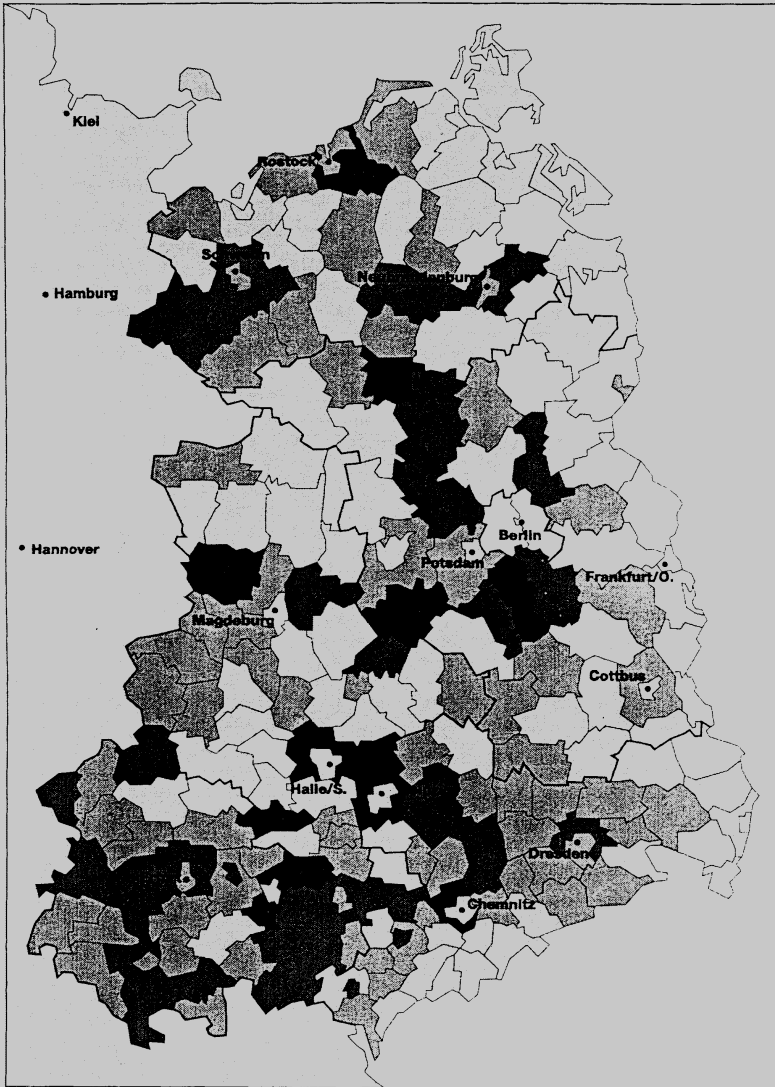 Kiel
Rostock
Hamburg
Hannover
Berlin
Potsdam
Frankfurt/O.
Magdeburg
Cottbus
Halle/S.
Dresden
Chemnitz